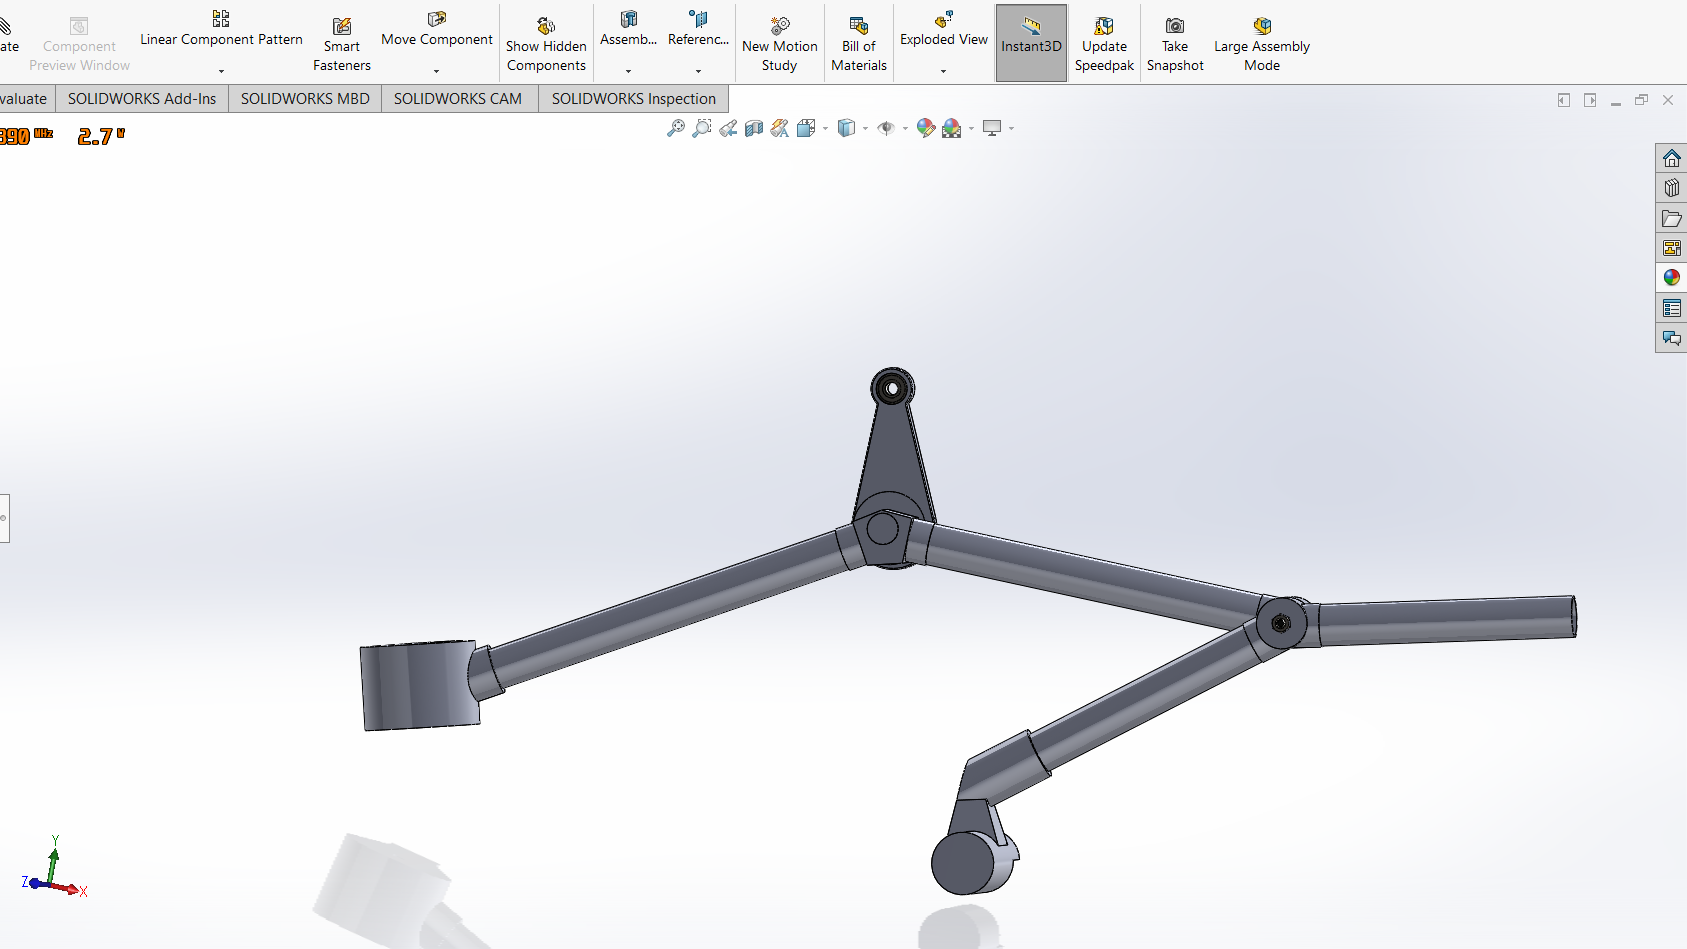 ate
Component
Preview Window
Linear Component Pattern
Smart
Fasteners
Move Component
Show Hidden
Components
Assemb...
Referenc...
New Motion
Study
Bill of
Materials
Exploded View
Instant3D
Update
Speedpak
Take
Snapshot
Large Assembly
Mode
valuate
SOLIDWORKS Add-Ins
SOLIDWORKS MBD
SOLIDWORKS CAM
SOLIDWORKS Inspection
390 MHz 2.7 W
Y
Z
X